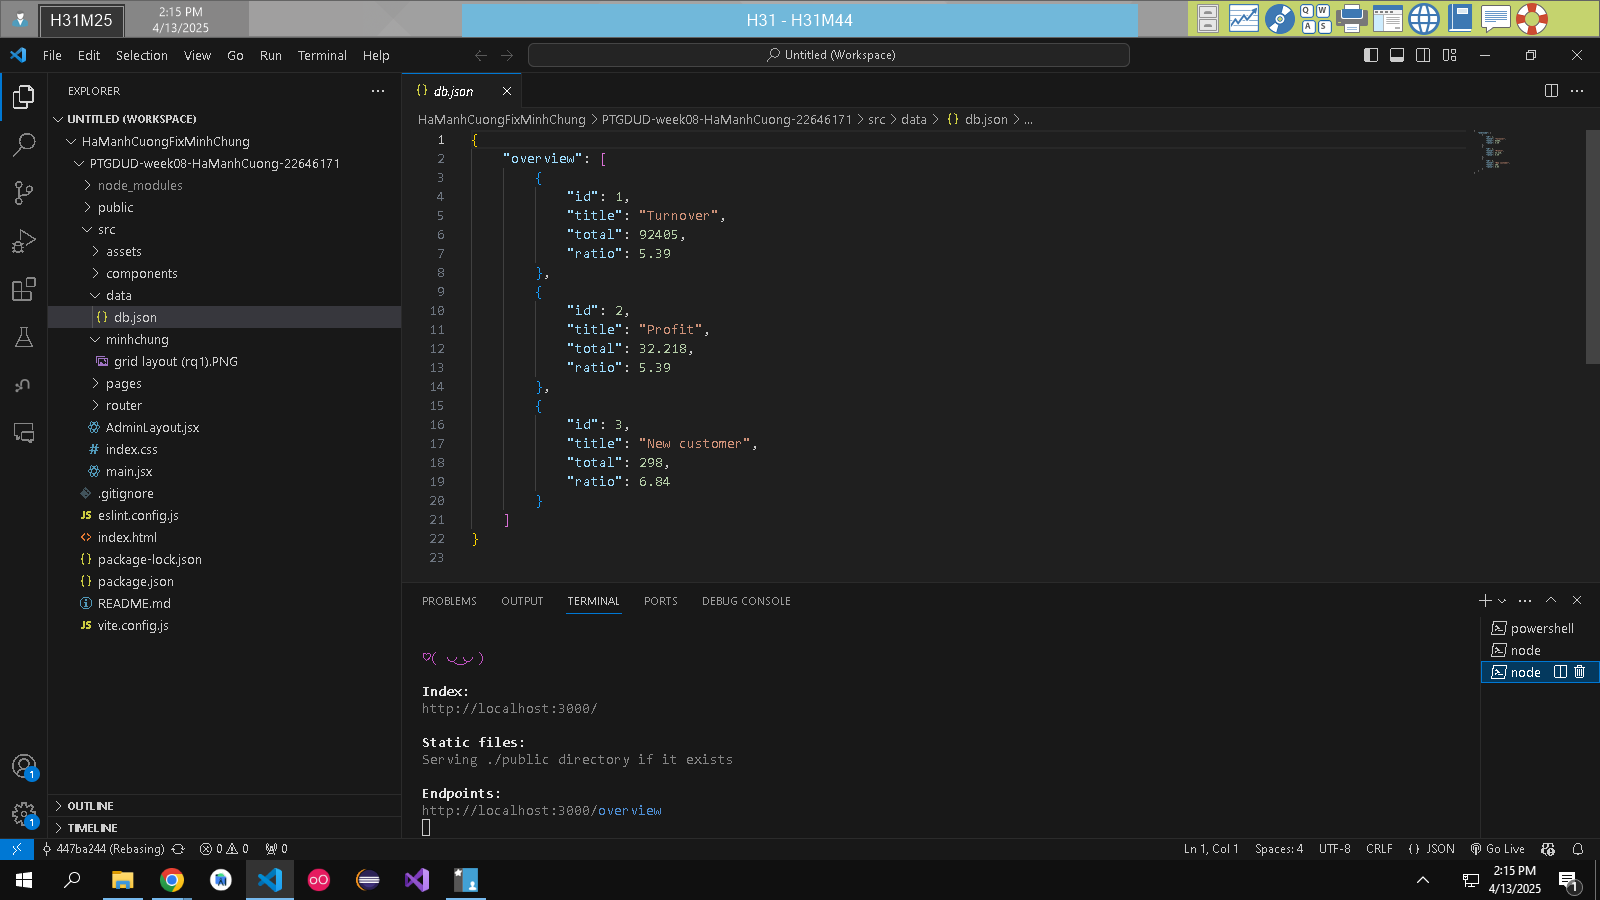 H31M25
2:15 PM
4/13/2025
H31 - H31M44
Q W
A S
File Edit Selection View Go Run Terminal Help
Untitled (Workspace)
EXPLORER
UNTITLED (WORKSPACE)
HaManhCuongFixMinhChung
PTGDUD-week08-HaManhCuong-22646171
node_modules
public
src
assets
components
data
{} db.json
minhchung
grid layout (rq1).PNG
pages
router
AdminLayout.jsx
# index.css
main.jsx
.gitignore
JS eslint.config.js
<> index.html
{} package-lock.json
{} package.json
README.md
JS vite.config.js
OUTLINE
TIMELINE
{} db.json
HaManhCuongFixMinhChung > PTGDUD-week08-HaManhCuong-22646171 > src > data > {} db.json > ...
1 {
2 "overview": [
3 {
4 "id": 1,
5 "title": "Turnover",
6 "total": 92405,
7 "ratio": 5.39
8 },
9 {
10 "id": 2,
11 "title": "Profit",
12 "total": 32.218,
13 "ratio": 5.39
14 },
15 {
16 "id": 3,
17 "title": "New customer",
18 "total": 298,
19 "ratio": 6.84
20 }
21 ]
22 }
23
PROBLEMS OUTPUT TERMINAL PORTS DEBUG CONSOLE
♡( ◡‿◡ )
Index:
http://localhost:3000/
Static files:
Serving ./public directory if it exists
Endpoints:
http://localhost:3000/overview
powershell
node
node
1
1
447ba244 (Rebasing) 0 0 0
Ln 1, Col 1 Spaces: 4 UTF-8 CRLF {} JSON Go Live
2:15 PM
4/13/2025
1